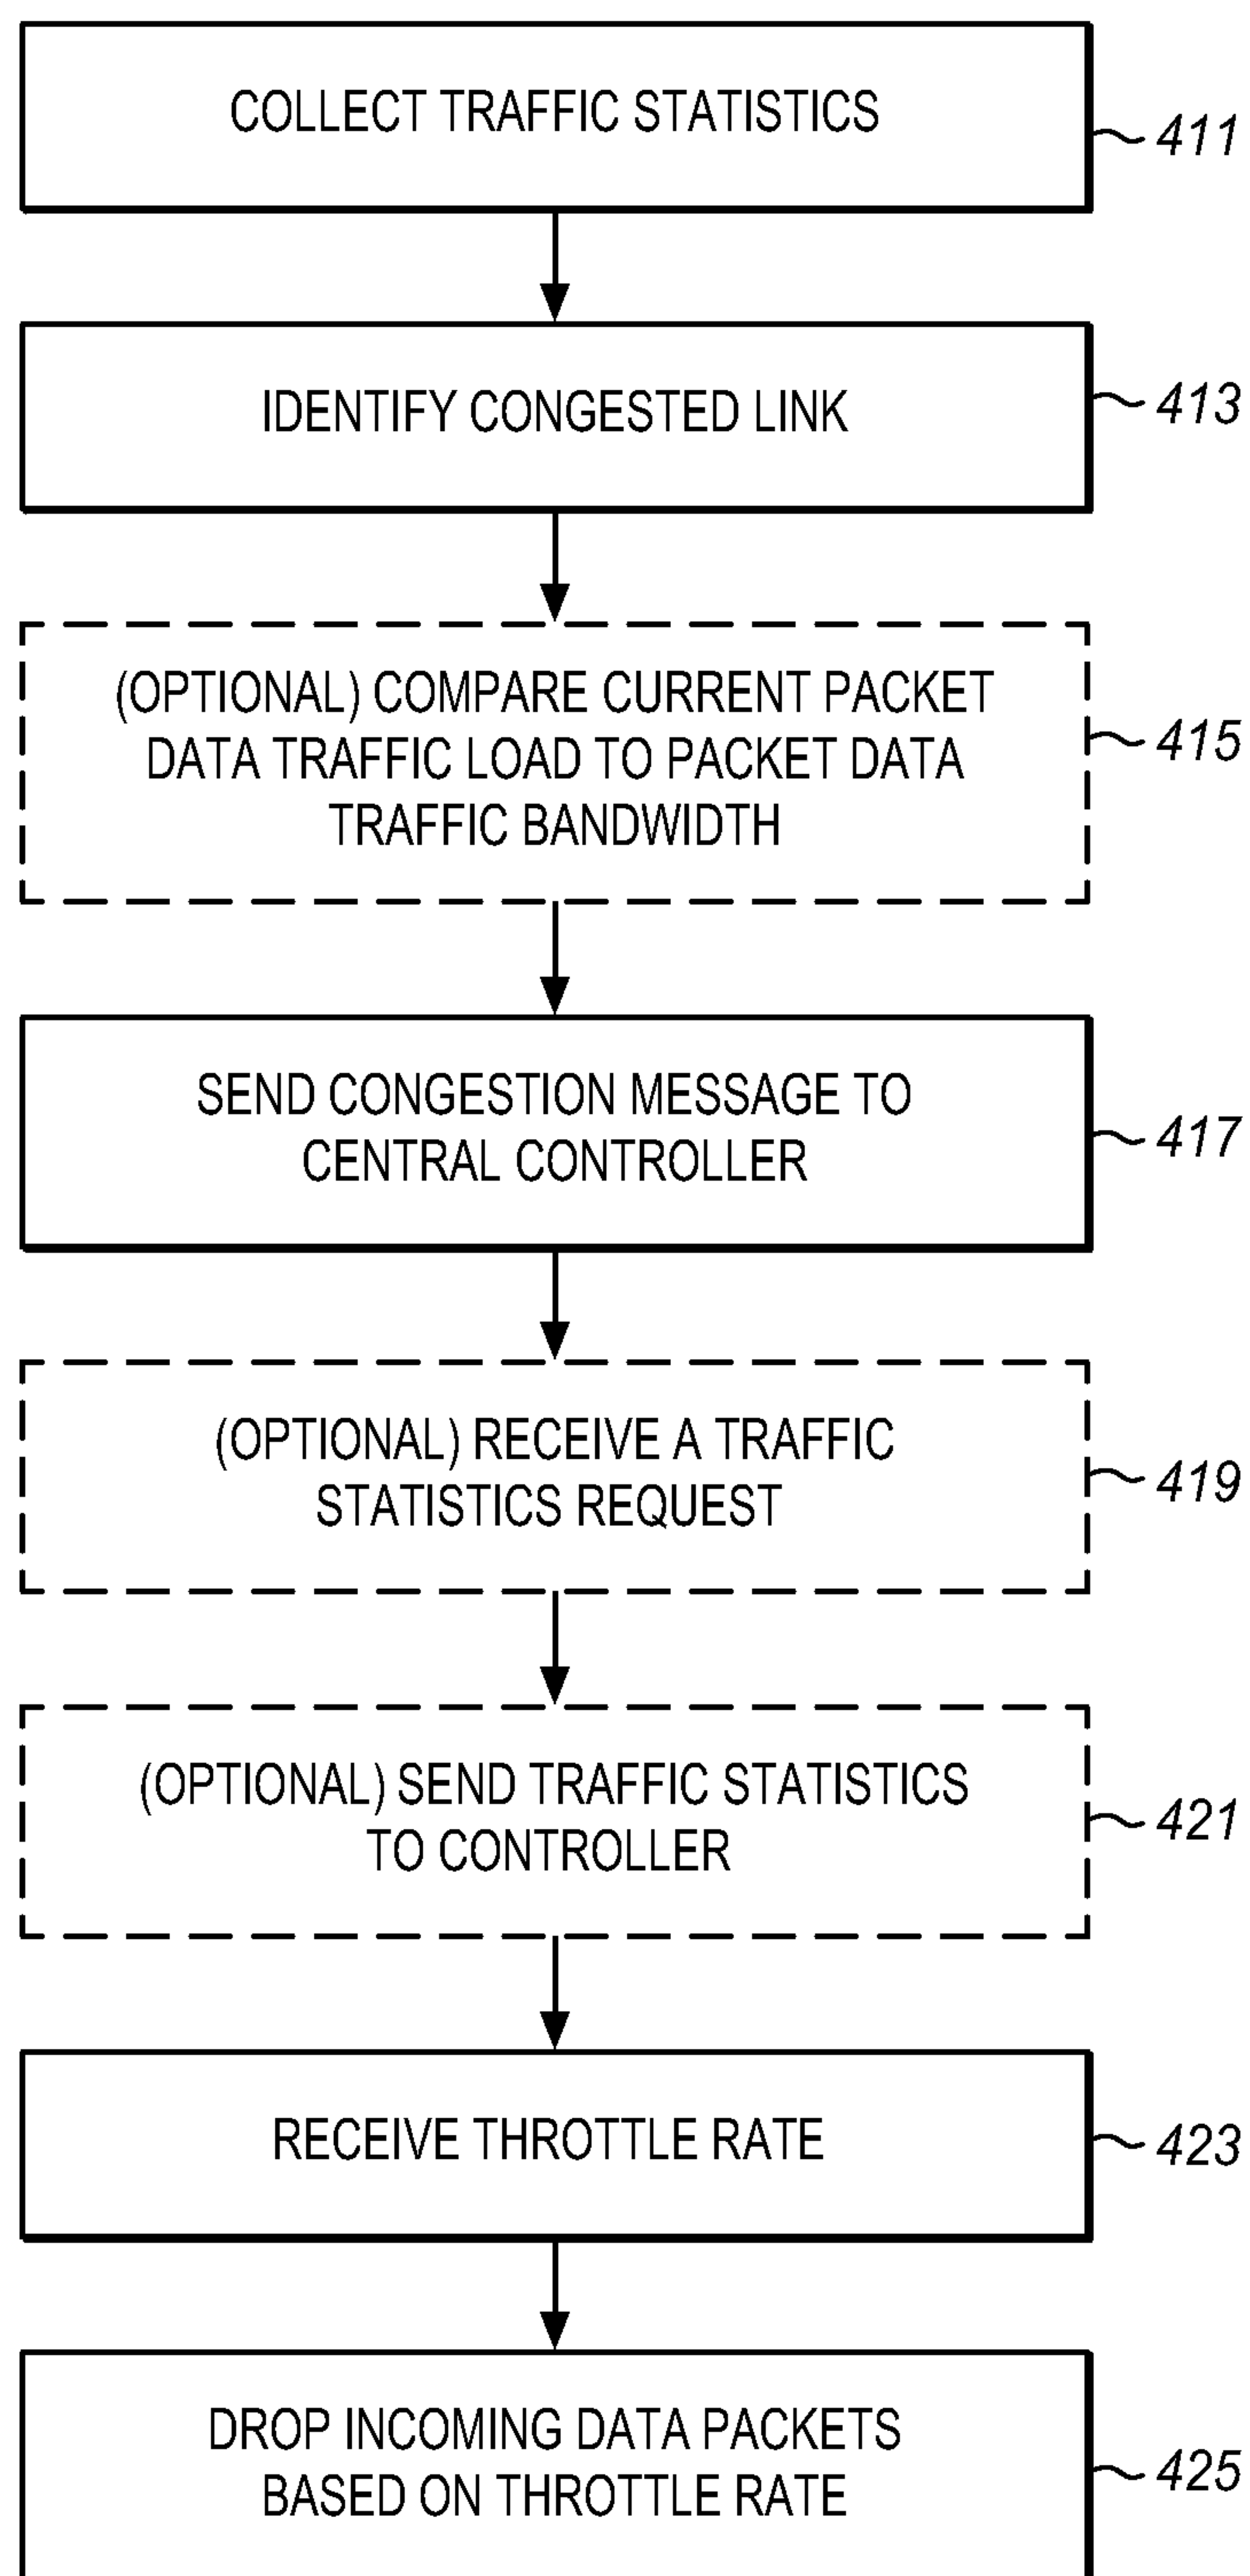 COLLECT TRAFFIC STATISTICS
411
IDENTIFY CONGESTED LINK
413
(OPTIONAL) COMPARE CURRENT PACKET
DATA TRAFFIC LOAD TO PACKET DATA
TRAFFIC BANDWIDTH
415
SEND CONGESTION MESSAGE TO
CENTRAL CONTROLLER
417
(OPTIONAL) RECEIVE A TRAFFIC
STATISTICS REQUEST
419
(OPTIONAL) SEND TRAFFIC STATISTICS
TO CONTROLLER
421
RECEIVE THROTTLE RATE
423
DROP INCOMING DATA PACKETS
BASED ON THROTTLE RATE
425